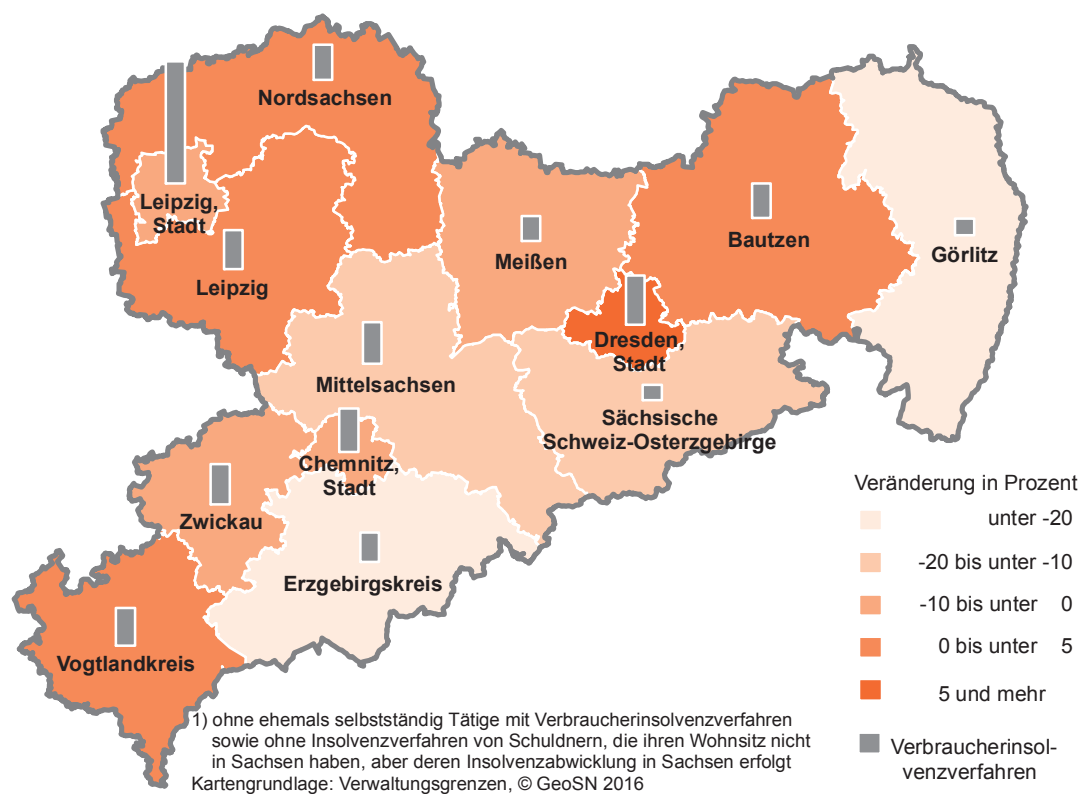 Nordsachsen
Leipzig,
Stadt
Leipzig
Meißen
Bautzen
Görlitz
Dresden,
Stadt
Mittelsachsen
Sächsische
Schweiz-Osterzgebirge
Chemnitz,
Stadt
Zwickau
Erzgebirgskreis
Vogtlandkreis
Veränderung in Prozent
unter -20
-20 bis unter -10
-10 bis unter 0
0 bis unter 5
5 und mehr
Verbraucherinsol-
venzverfahren
1) ohne ehemals selbstständig Tätige mit Verbraucherinsolvenzverfahren
sowie ohne Insolvenzverfahren von Schuldnern, die ihren Wohnsitz nicht
in Sachsen haben, aber deren Insolvenzabwicklung in Sachsen erfolgt
Kartengrundlage: Verwaltungsgrenzen, © GeoSN 2016